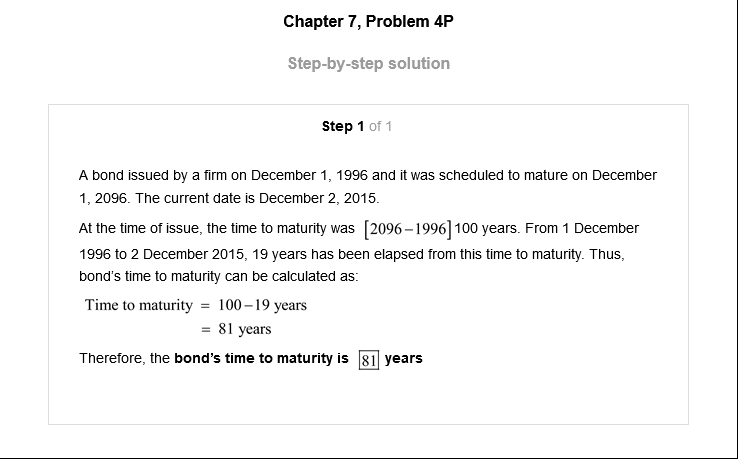 Chapter 7, Problem 4P
Step-by-step solution
Step 1 of 1
A bond issued by a firm on December 1, 1996 and it was scheduled to mature on December
1, 2096. The current date is December 2, 2015.
At the time of issue, the time to maturity was [2096–1996] 100 years. From 1 December
1996 to 2 December 2015, 19 years has been elapsed from this time to maturity. Thus,
bond's time to maturity can be calculated as:
Time to maturity = 100–19 years
= 81 years
Therefore, the bond's time to maturity is 81 years